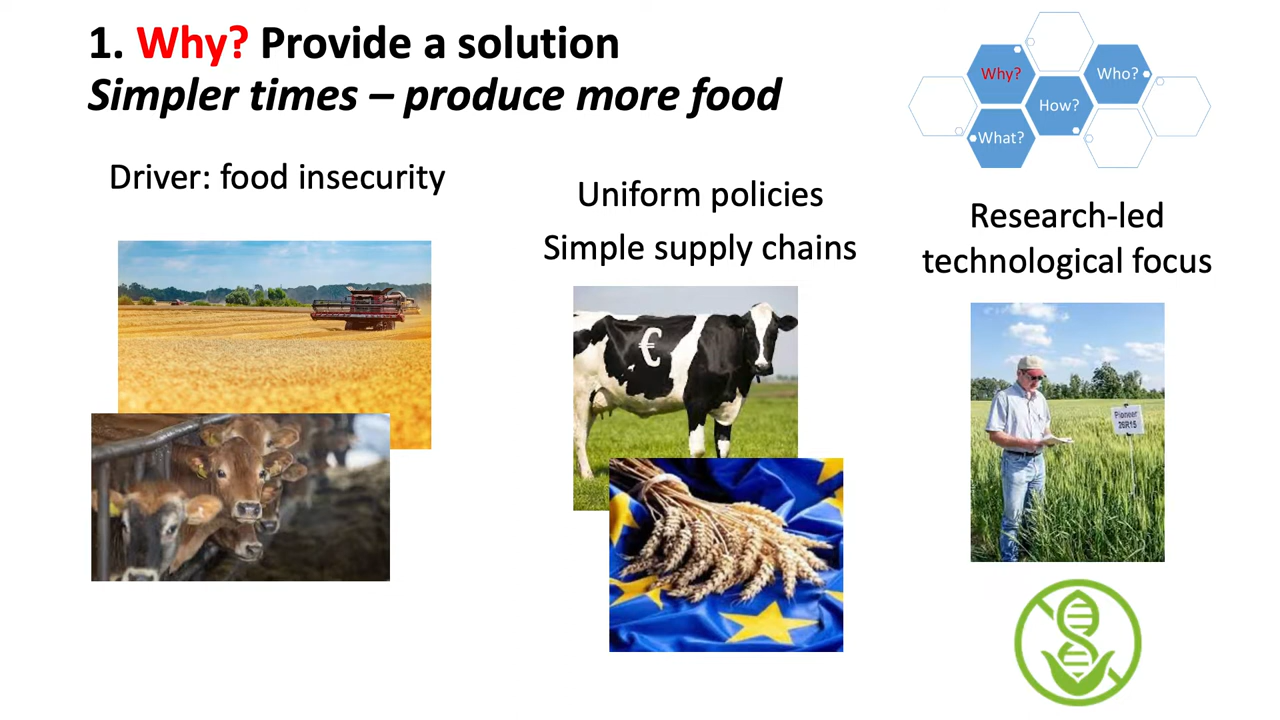 1. Why? Provide a solution
Simpler times – produce more food
Why?
Who?
How?
What?
Driver: food insecurity
Uniform policies
Simple supply chains
Research-led
technological focus
€
Pioneer
26R15